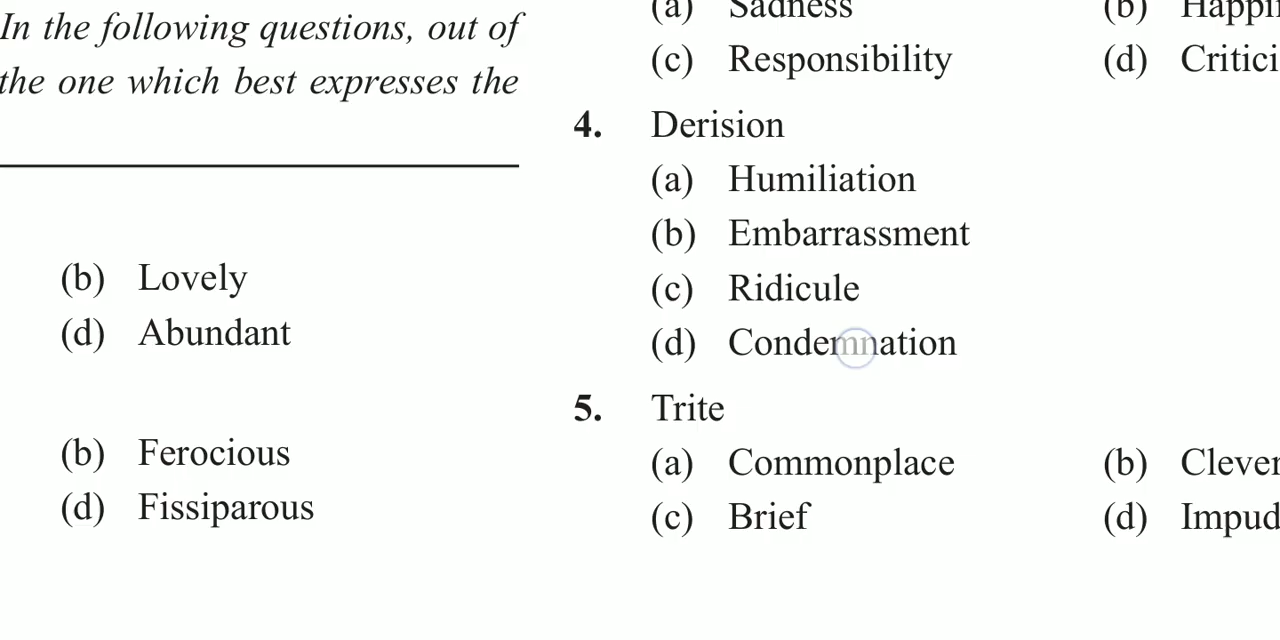 In the following questions, out of
the one which best expresses the
(b) Lovely
(d) Abundant
(b) Ferocious
(d) Fissiparous
(a) Sadness (b)
(c) Responsibility (d)
4. Derision
(a) Humiliation
(b) Embarrassment
(c) Ridicule
(d) Condemnation
5. Trite
(a) Commonplace (b) Clever
(c) Brief (d) Impud